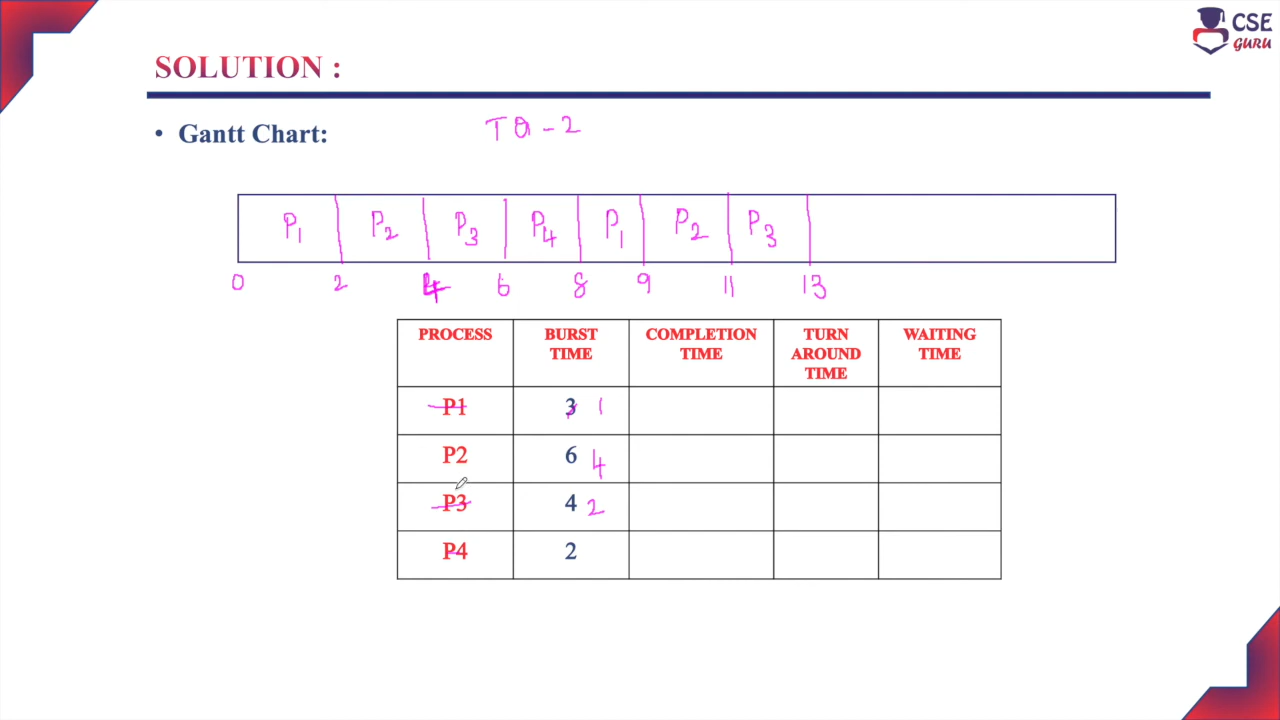 CSE
GURU
SOLUTION :
• Gantt Chart:
TQ - 2
P1 P2 P3 P4 P1 P2 P3
0 2 4 6 8 9 11 13
PROCESS BURST TIME COMPLETION TIME TURN AROUND TIME WAITING TIME
P1 3 1
P2 6 4
P3 4 2
P4 2